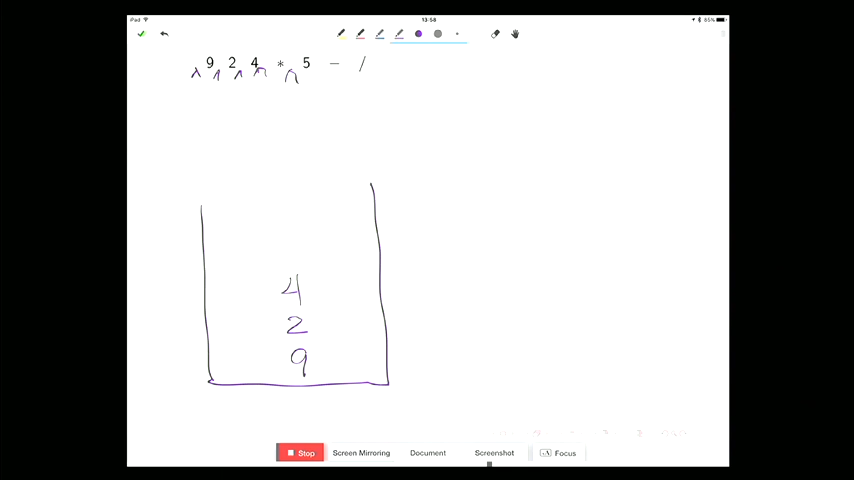 iPad 13:58 85%
9 2 4 * 5 - /
4
2
9
Stop Screen Mirroring Document Screenshot Focus